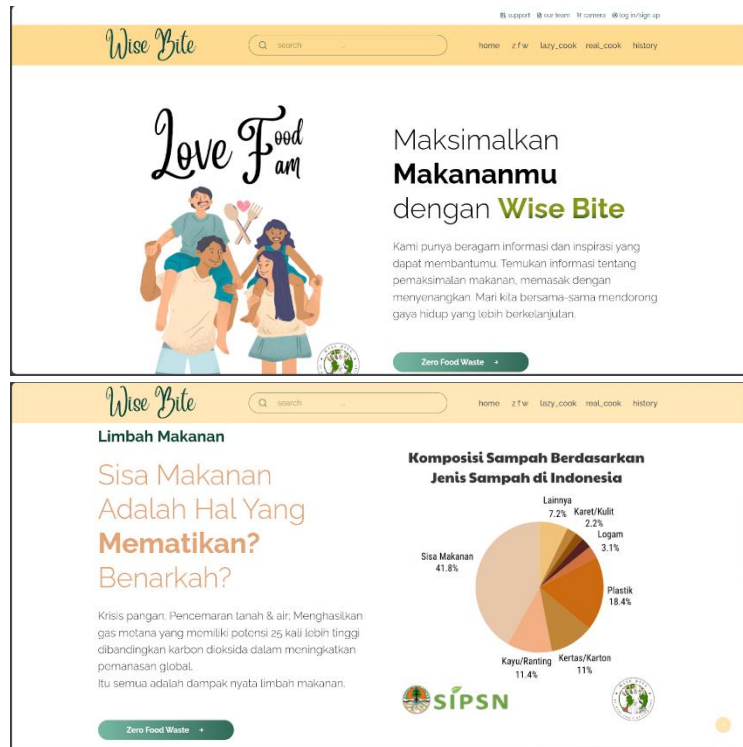 support our team carrera log in/sign up
Wise Bite
search
home z f w lazy_cook real_cook history
Love Food
Fam
Maksimalkan
Makananmu
dengan Wise Bite
Kami punya beragam informasi dan inspirasi yang
dapat membantumu. Temukan informasi tentang
pemaksimalan makanan, memasak dengan
menyenangkan. Mari kita bersama-sama mendorong
gaya hidup yang lebih berkelanjutan.
Zero Food Waste →
Wise Bite
search
home z f w lazy_cook real_cook history
Limbah Makanan
Sisa Makanan
Adalah Hal Yang
Mematikan?
Benarkah?
Krisis pangan; Pencemaran tanah & air; Menghasilkan
gas metana yang memiliki potensi 25 kali lebih tinggi
dibandingkan karbon dioksida dalam meningkatkan
pemanasan global.
Itu semua adalah dampak nyata limbah makanan.
Zero Food Waste →
Komposisi Sampah Berdasarkan
Jenis Sampah di Indonesia
Lainnya
7.2%
Karet/Kulit
2.2%
Logam
3.1%
Sisa Makanan
41.8%
Plastik
18.4%
Kayu/Ranting
11.4%
Kertas/Karton
11%
SIPSN